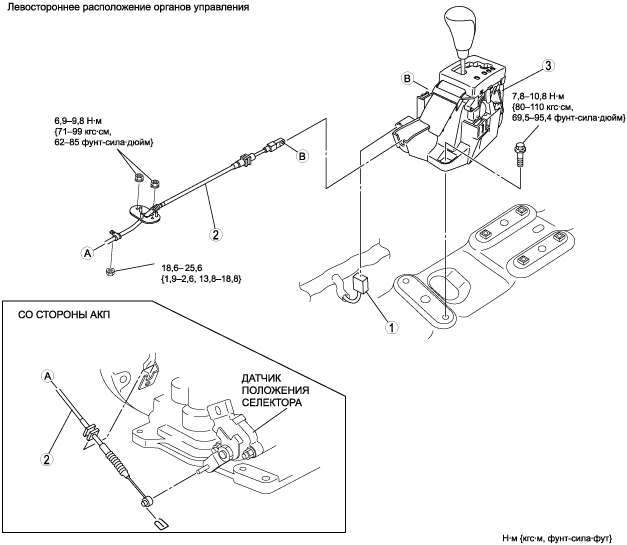 Левостороннее расположение органов управления
3
B
7,8–10,8 Н·м
{80–110 кгс·см,
69,5–95,4 фунт-сила·дюйм}
6,9–9,8 Н·м
{71–99 кгс·см,
62–85 фунт-сила·дюйм}
B
2
A
18,6–25,6
{1,9–2,6, 13,8–18,8}
1
СО СТОРОНЫ АКП
A
ДАТЧИК
ПОЛОЖЕНИЯ
СЕЛЕКТОРА
2
Н·м {кгс·м, фунт-сила·фут}